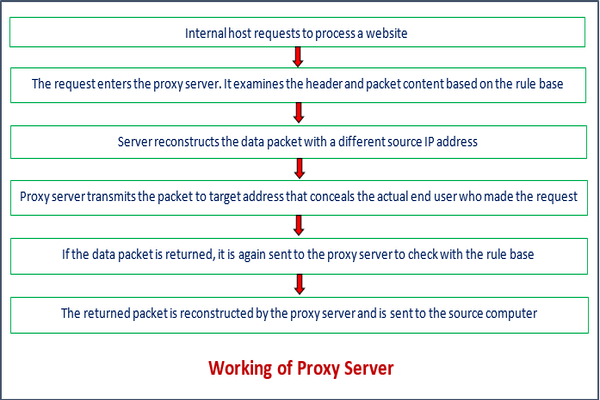 Internal host requests to process a website
The request enters the proxy server. It examines the header and packet content based on the rule base
Server reconstructs the data packet with a different source IP address
Proxy server transmits the packet to target address that conceals the actual end user who made the request
If the data packet is returned, it is again sent to the proxy server to check with the rule base
The returned packet is reconstructed by the proxy server and is sent to the source computer
Working of Proxy Server